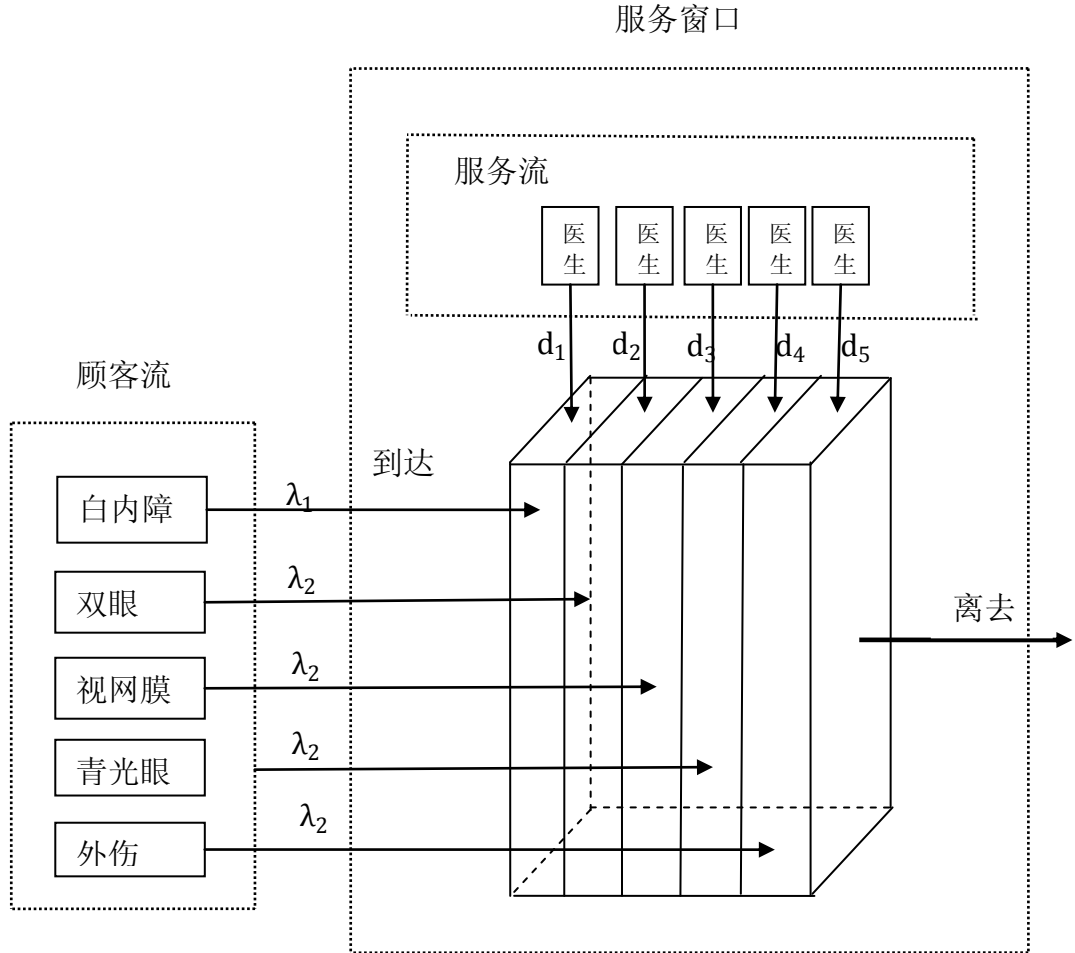 服务窗口
服务流
医生
医生
医生
医生
医生
d₁
d₂
d₃
d₄
d₅
顾客流
到达
白内障
λ₁
双眼
λ₂
离去
视网膜
λ₂
青光眼
λ₂
外伤
λ₂